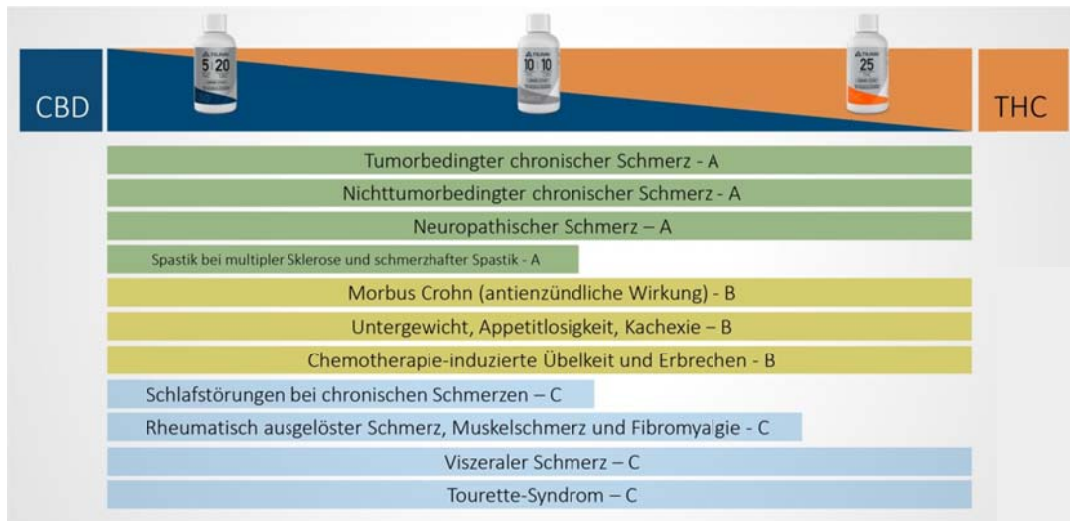 5 20
10 10
25
CBD
THC
Tumorbedingter chronischer Schmerz - A
Nichttumorbedingter chronischer Schmerz - A
Neuropathischer Schmerz – A
Spastik bei multipler Sklerose und schmerzhafter Spastik - A
Morbus Crohn (antienzündliche Wirkung) - B
Untergewicht, Appetitlosigkeit, Kachexie – B
Chemotherapie-induzierte Übelkeit und Erbrechen - B
Schlafstörungen bei chronischen Schmerzen – C
Rheumatisch ausgelöster Schmerz, Muskelschmerz und Fibromyalgie - C
Viszeraler Schmerz – C
Tourette-Syndrom – C